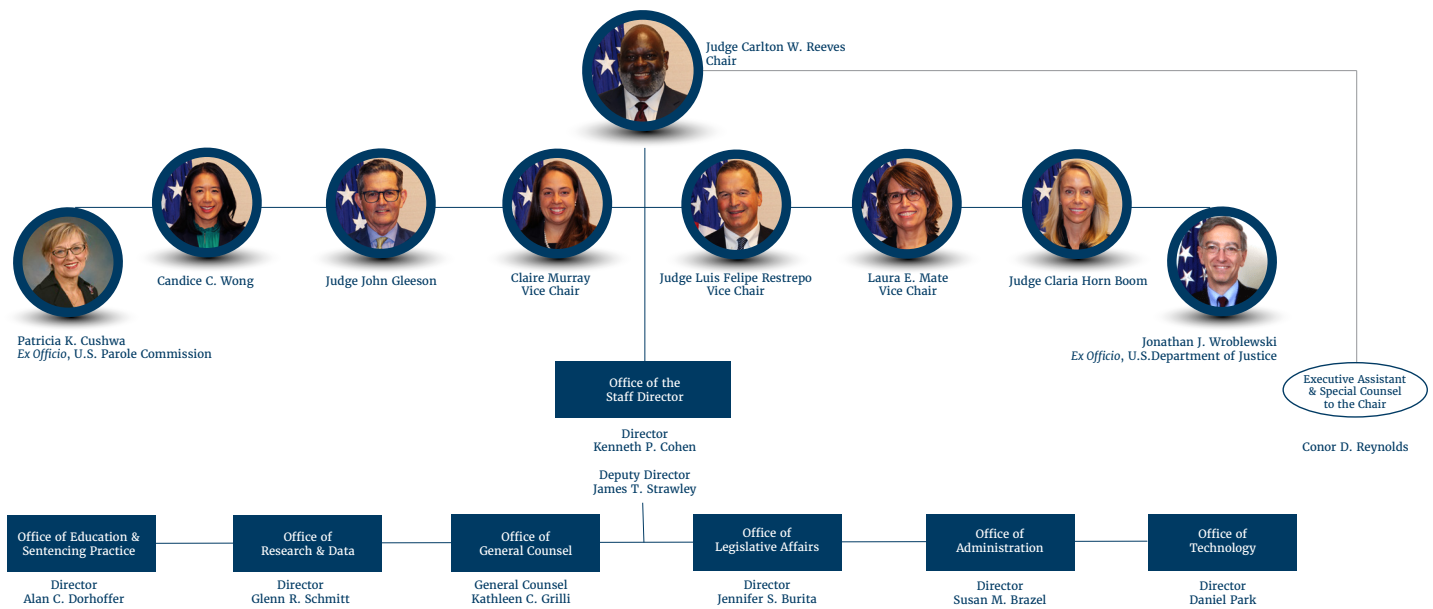 Judge Carlton W. Reeves
Chair
Candice C. Wong
Judge John Gleeson
Claire Murray
Vice Chair
Judge Luis Felipe Restrepo
Vice Chair
Laura E. Mate
Vice Chair
Judge Claria Horn Boom
Patricia K. Cushwa
Ex Officio, U.S. Parole Commission
Jonathan J. Wroblewski
Ex Officio, U.S.Department of Justice
Office of the
Staff Director
Executive Assistant
& Special Counsel
to the Chair
Director
Kenneth P. Cohen
Conor D. Reynolds
Deputy Director
James T. Strawley
Office of Education &
Sentencing Practice
Director
Alan C. Dorhoffer
Office of
Research & Data
Director
Glenn R. Schmitt
Office of
General Counsel
General Counsel
Kathleen C. Grilli
Office of
Legislative Affairs
Director
Jennifer S. Burita
Office of
Administration
Director
Susan M. Brazel
Office of
Technology
Director
Daniel Park